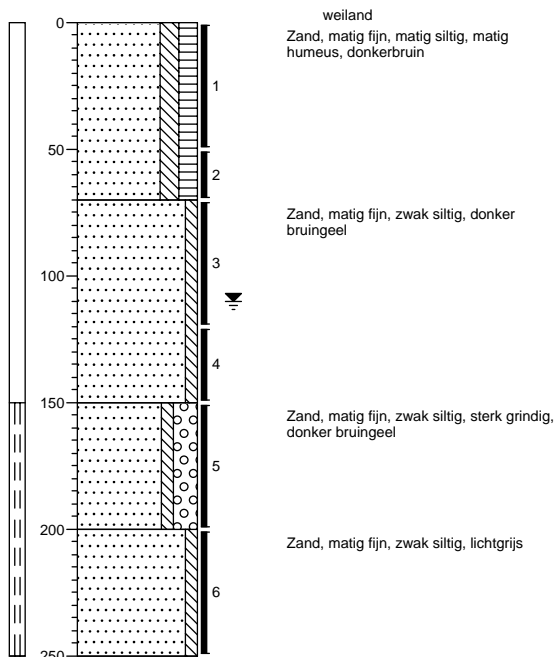 weiland
0
Zand, matig fijn, matig siltig, matig
humeus, donkerbruin
1
50
2
Zand, matig fijn, zwak siltig, donker
bruingeel
3
100
4
150
Zand, matig fijn, zwak siltig, sterk grindig,
donker bruingeel
5
200
Zand, matig fijn, zwak siltig, lichtgrijs
6
250